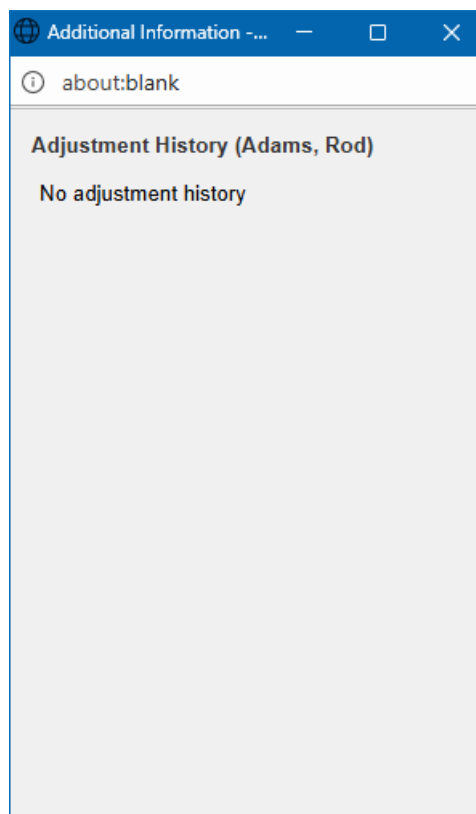 Additional Information -...
about:blank
Adjustment History (Adams, Rod)
No adjustment history